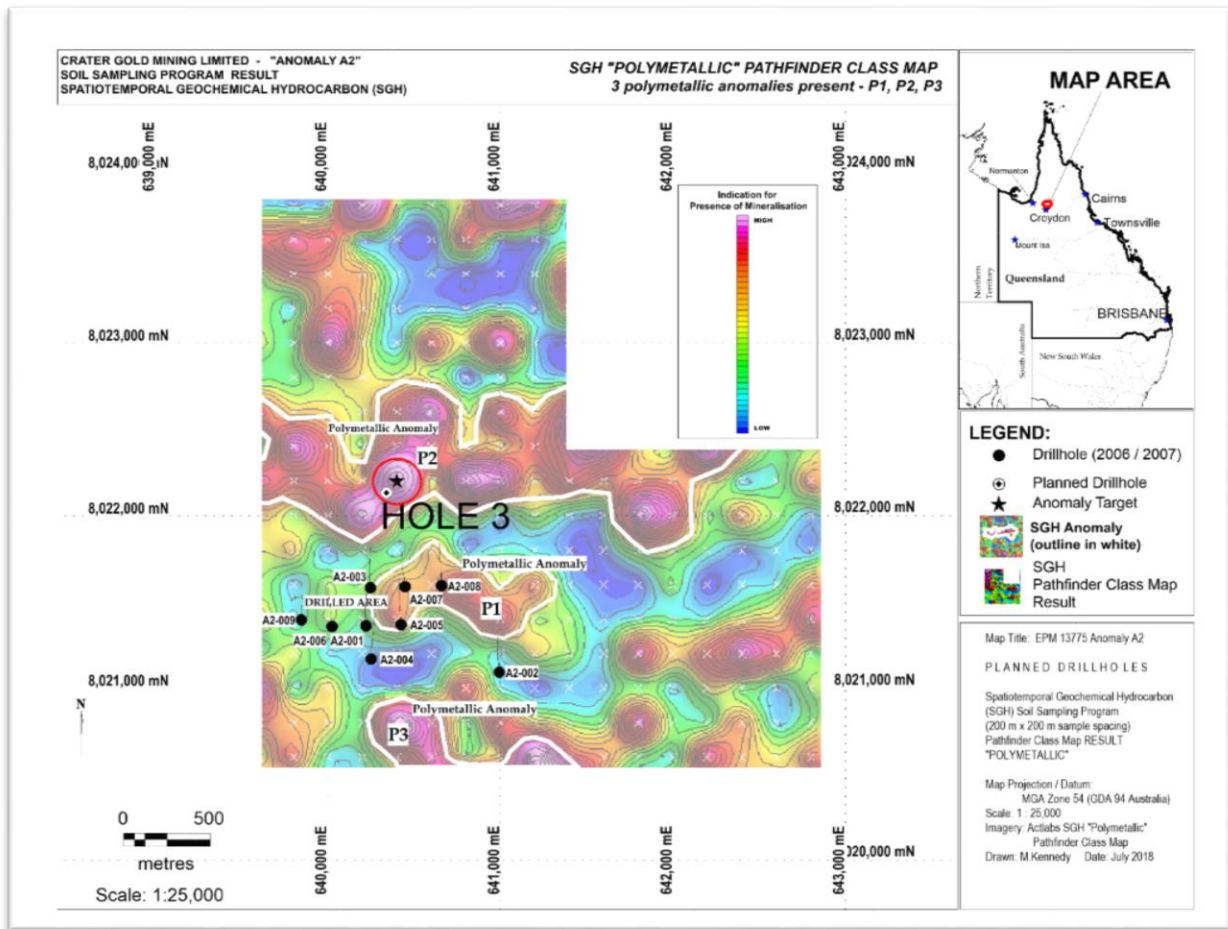 CRATER GOLD MINING LIMITED - "ANOMALY A2"
SOIL SAMPLING PROGRAM RESULT
SPATIOTEMPORAL GEOCHEMICAL HYDROCARBON (SGH)
SGH "POLYMETALLIC" PATHFINDER CLASS MAP
3 polymetallic anomalies present - P1, P2, P3
639,000 mE
640,000 mE
641,000 mE
642,000 mE
643,000 mE
8,024,00 mN
324,000 mN
Indication for
Presence of Mineralisation
HIGH
LOW
8,023,000 mN
8,023,000 mN
Polymetallic Anomaly
P2
HOLE 3
8,022,000 mN
8,022,000 mN
Polymetallic Anomaly
A2-003
A2-008
A2-007
DRILLED AREA
P1
A2-009
A2-005
A2-006
A2-001
A2-004
A2-002
8,021,000 mN
8,021,000 mN
Polymetallic Anomaly
P3
N
0 500
metres
Scale: 1:25,000
640,000 mE
641,000 mE
642,000 mE
643,000 mE
320,000 mN
MAP AREA
Normanton
Croydon
Cairns
Townsville
Mount Isa
Northern
Territory
Queensland
BRISBANE
South Australia
New South Wales
LEGEND:
Drillhole (2006 / 2007)
Planned Drillhole
Anomaly Target
SGH Anomaly
(outline in white)
SGH
Pathfinder Class Map
Result
Map Title: EPM 13775 Anomaly A2
PLANNED DRILLHOLES
Spatiotemporal Geochemical Hydrocarbon
(SGH) Soil Sampling Program
(200 m x 200 m sample spacing)
Pathfinder Class Map RESULT
"POLYMETALLIC"
Map Projection / Datum:
MGA Zone 54 (GDA 94 Australia)
Scale: 1 : 25,000
Imagery: Actlabs SGH "Polymetallic"
Pathfinder Class Map
Drawn: M.Kennedy Date: July 2018